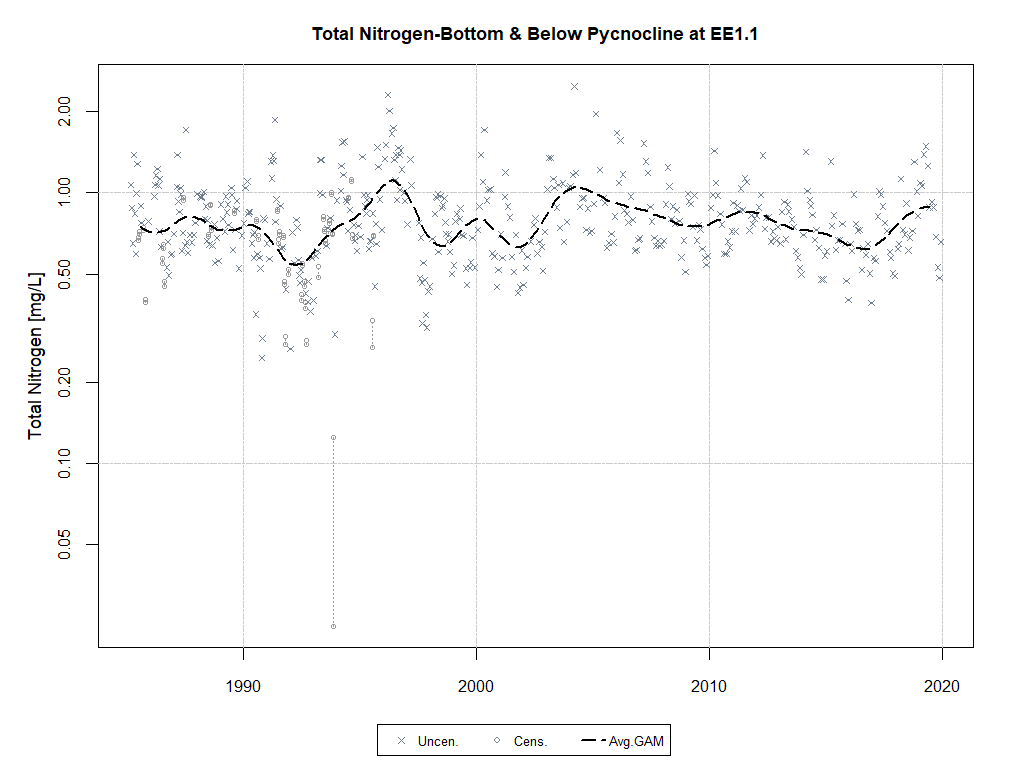 Total Nitrogen-Bottom & Below Pycnocline at EE1.1
Total Nitrogen [mg/L]
2.00
1.00
0.50
0.20
0.10
0.05
1990
2000
2010
2020
Uncen.
Cens.
Avg.GAM